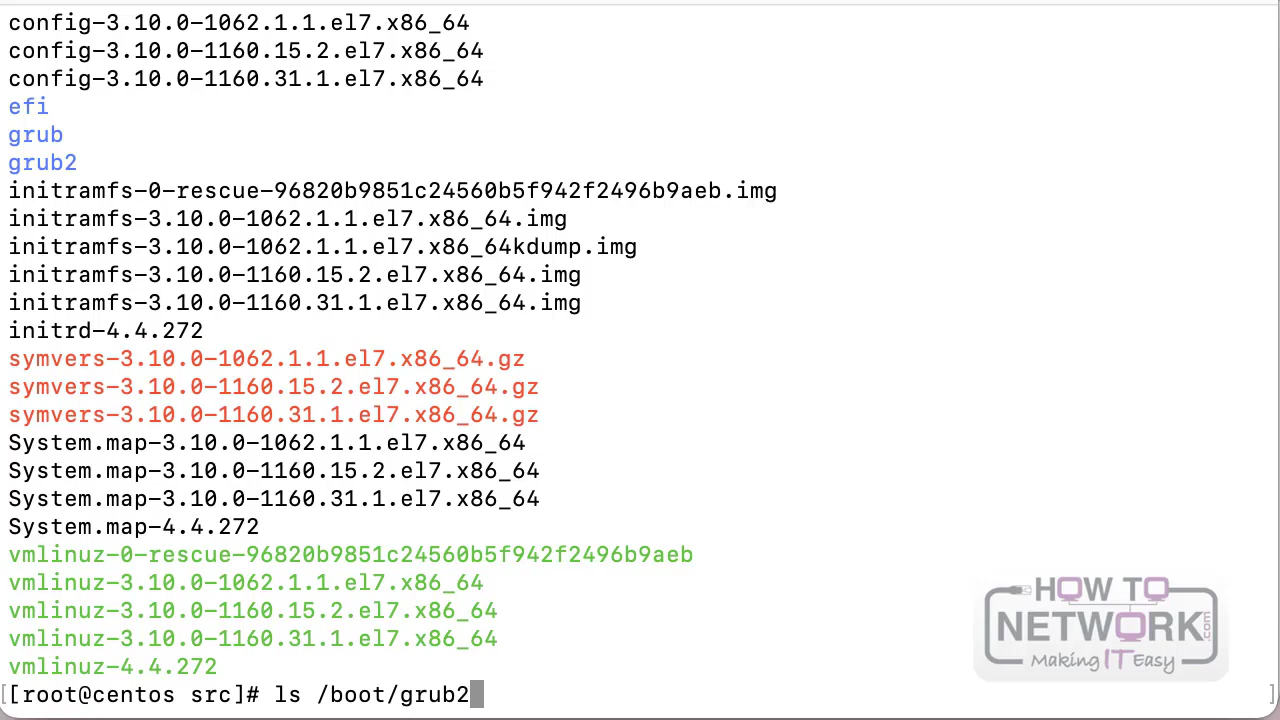 config-3.10.0-1062.1.1.el7.x86_64
config-3.10.0-1160.15.2.el7.x86_64
config-3.10.0-1160.31.1.el7.x86_64
efi
grub
grub2
initramfs-0-rescue-96820b9851c24560b5f942f2496b9aeb.img
initramfs-3.10.0-1062.1.1.el7.x86_64.img
initramfs-3.10.0-1062.1.1.el7.x86_64kdump.img
initramfs-3.10.0-1160.15.2.el7.x86_64.img
initramfs-3.10.0-1160.31.1.el7.x86_64.img
initrd-4.4.272
symvers-3.10.0-1062.1.1.el7.x86_64.gz
symvers-3.10.0-1160.15.2.el7.x86_64.gz
symvers-3.10.0-1160.31.1.el7.x86_64.gz
System.map-3.10.0-1062.1.1.el7.x86_64
System.map-3.10.0-1160.15.2.el7.x86_64
System.map-3.10.0-1160.31.1.el7.x86_64
System.map-4.4.272
vmlinuz-0-rescue-96820b9851c24560b5f942f2496b9aeb
vmlinuz-3.10.0-1062.1.1.el7.x86_64
vmlinuz-3.10.0-1160.15.2.el7.x86_64
vmlinuz-3.10.0-1160.31.1.el7.x86_64
vmlinuz-4.4.272
[[root@centos src]# ls /boot/grub2 ]
HOW TO
NETWORK.com
Making IT Easy